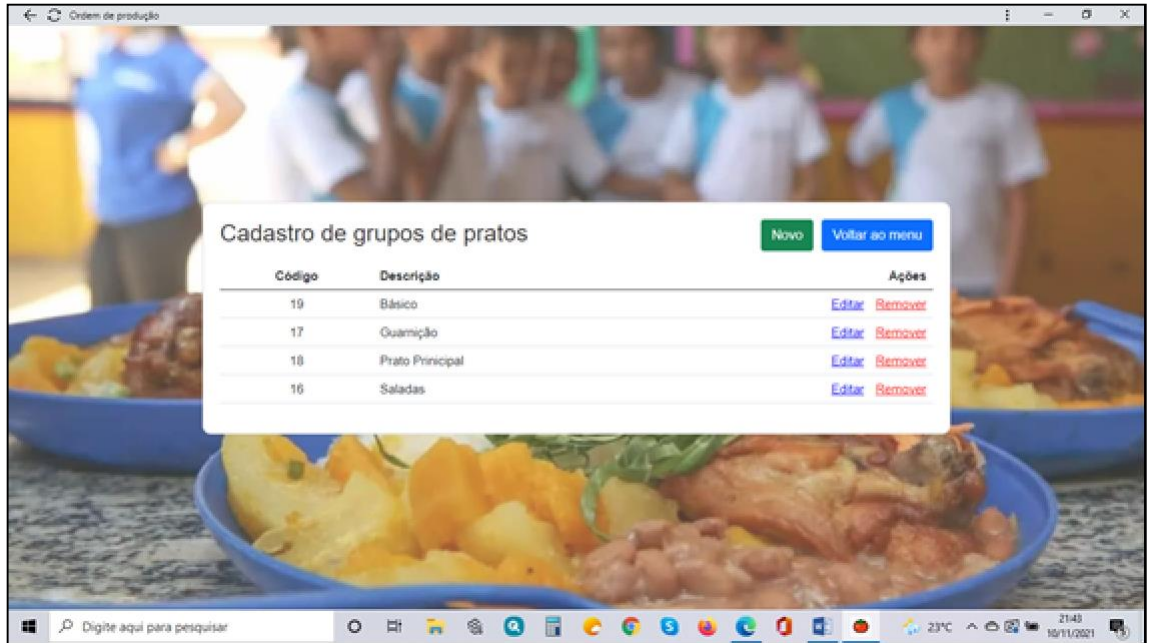 Ordem de produção
Cadastro de grupos de pratos
Novo
Voltar ao menu
Código Descrição Ações
19 Básico Editar Remover
17 Guarnição Editar Remover
18 Prato Prinicipal Editar Remover
16 Saladas Editar Remover
Digite aqui para pesquisar
23°C
21:43
10/11/2021